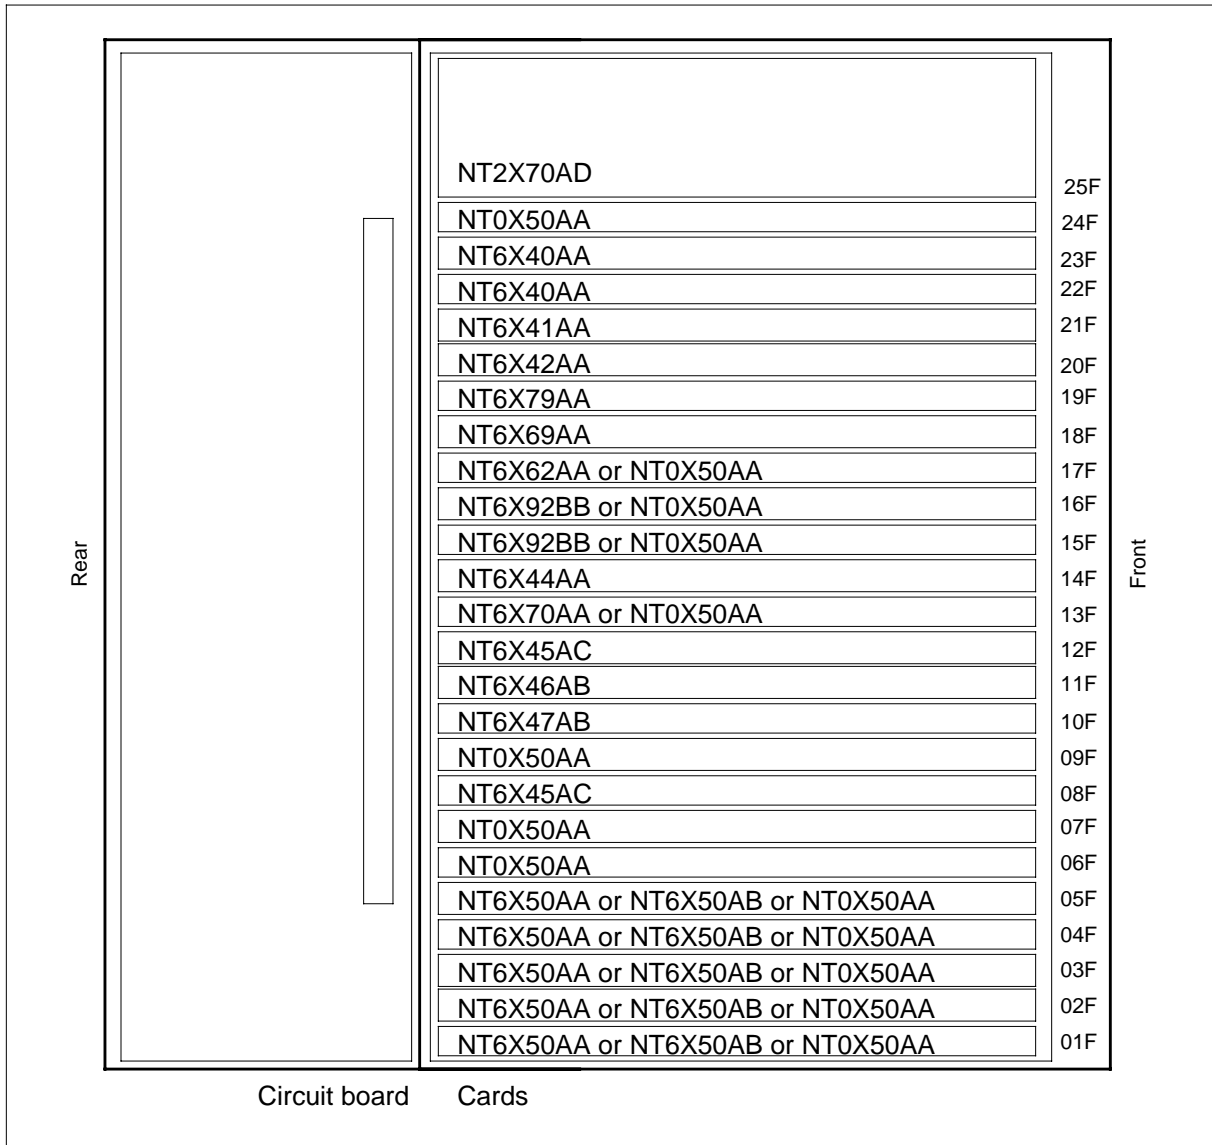 NT2X70AD 25F
NT0X50AA 24F
NT6X40AA 23F
NT6X40AA 22F
NT6X41AA 21F
NT6X42AA 20F
NT6X79AA 19F
NT6X69AA 18F
NT6X62AA or NT0X50AA 17F
NT6X92BB or NT0X50AA 16F
NT6X92BB or NT0X50AA 15F
Rear
Front
NT6X44AA 14F
NT6X70AA or NT0X50AA 13F
NT6X45AC 12F
NT6X46AB 11F
NT6X47AB 10F
NT0X50AA 09F
NT6X45AC 08F
NT0X50AA 07F
NT0X50AA 06F
NT6X50AA or NT6X50AB or NT0X50AA 05F
NT6X50AA or NT6X50AB or NT0X50AA 04F
NT6X50AA or NT6X50AB or NT0X50AA 03F
NT6X50AA or NT6X50AB or NT0X50AA 02F
NT6X50AA or NT6X50AB or NT0X50AA 01F
Circuit board Cards